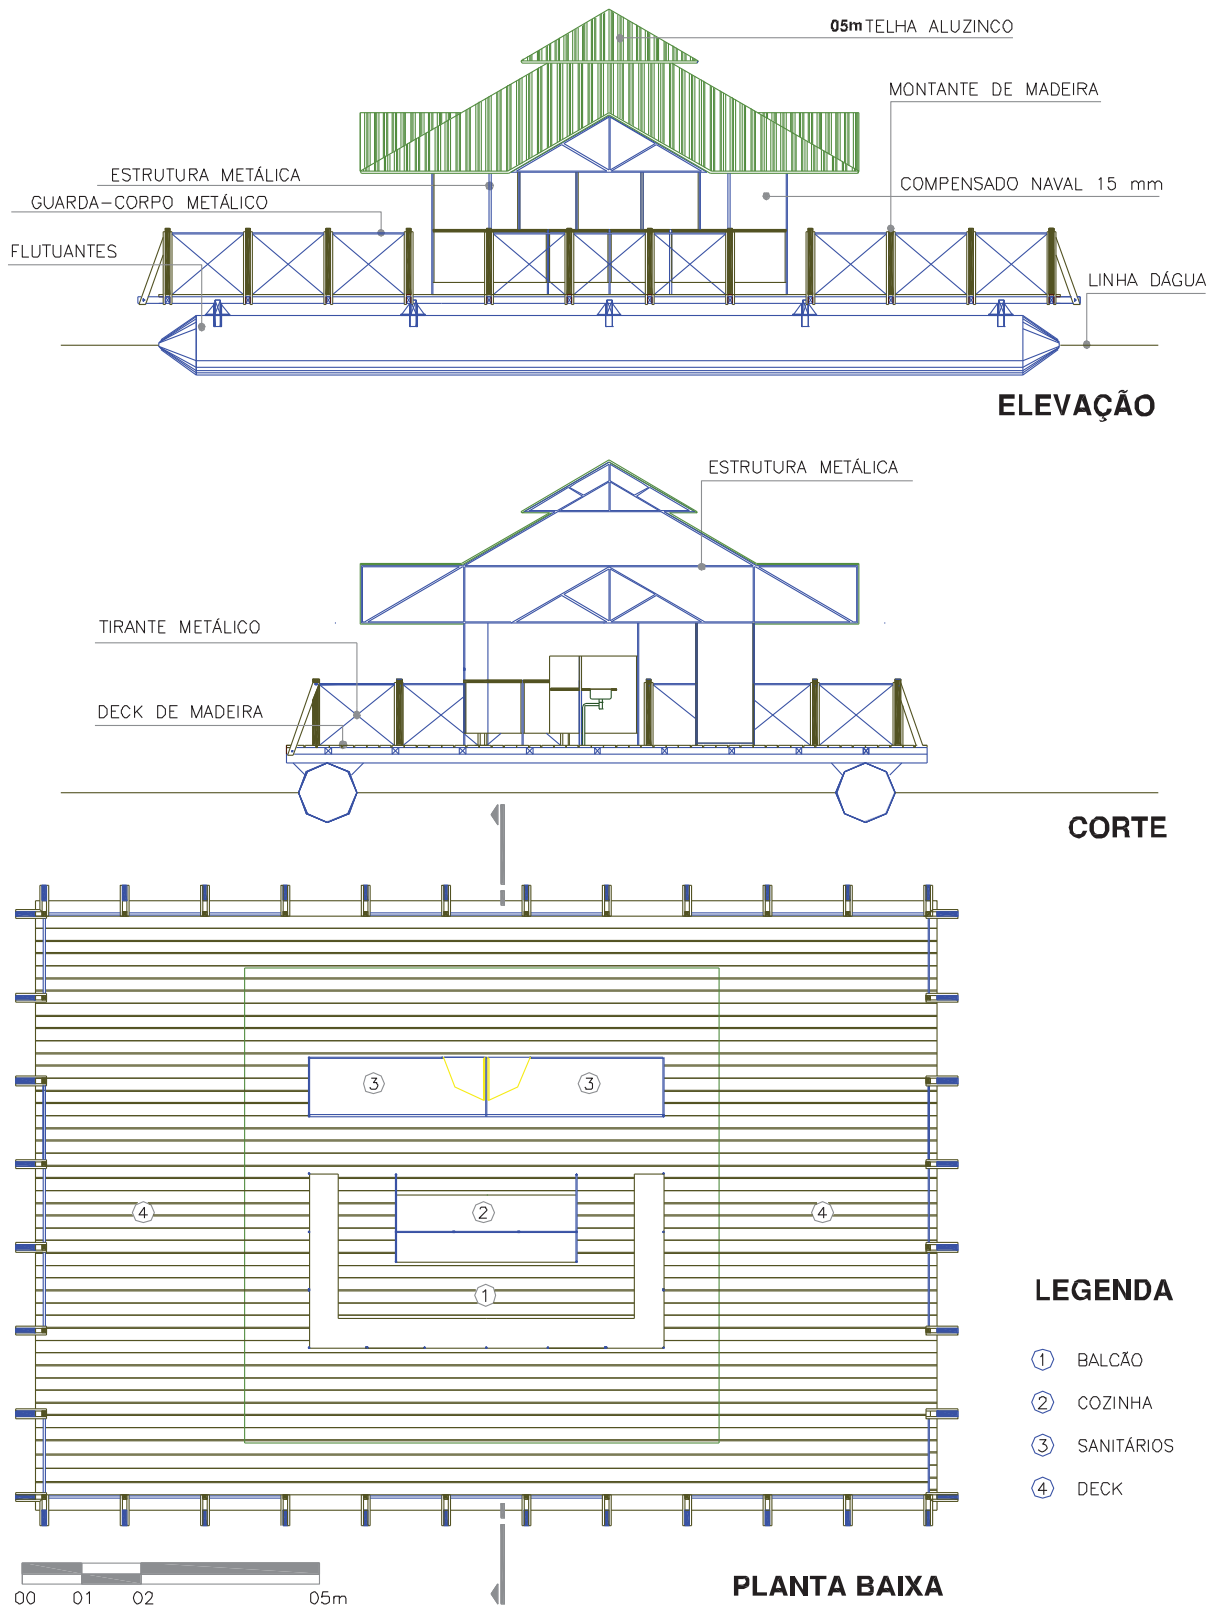 05m TELHA ALUZINCO
MONTANTE DE MADEIRA
ESTRUTURA METÁLICA
COMPENSADO NAVAL 15 mm
GUARDA-CORPO METÁLICO
FLUTUANTES
LINHA DÁGUA
ELEVAÇÃO
ESTRUTURA METÁLICA
TIRANTE METÁLICO
DECK DE MADEIRA
CORTE
3 3
4 2 4
1
LEGENDA
1 BALCÃO
2 COZINHA
3 SANITÁRIOS
4 DECK
00 01 02 05m
PLANTA BAIXA